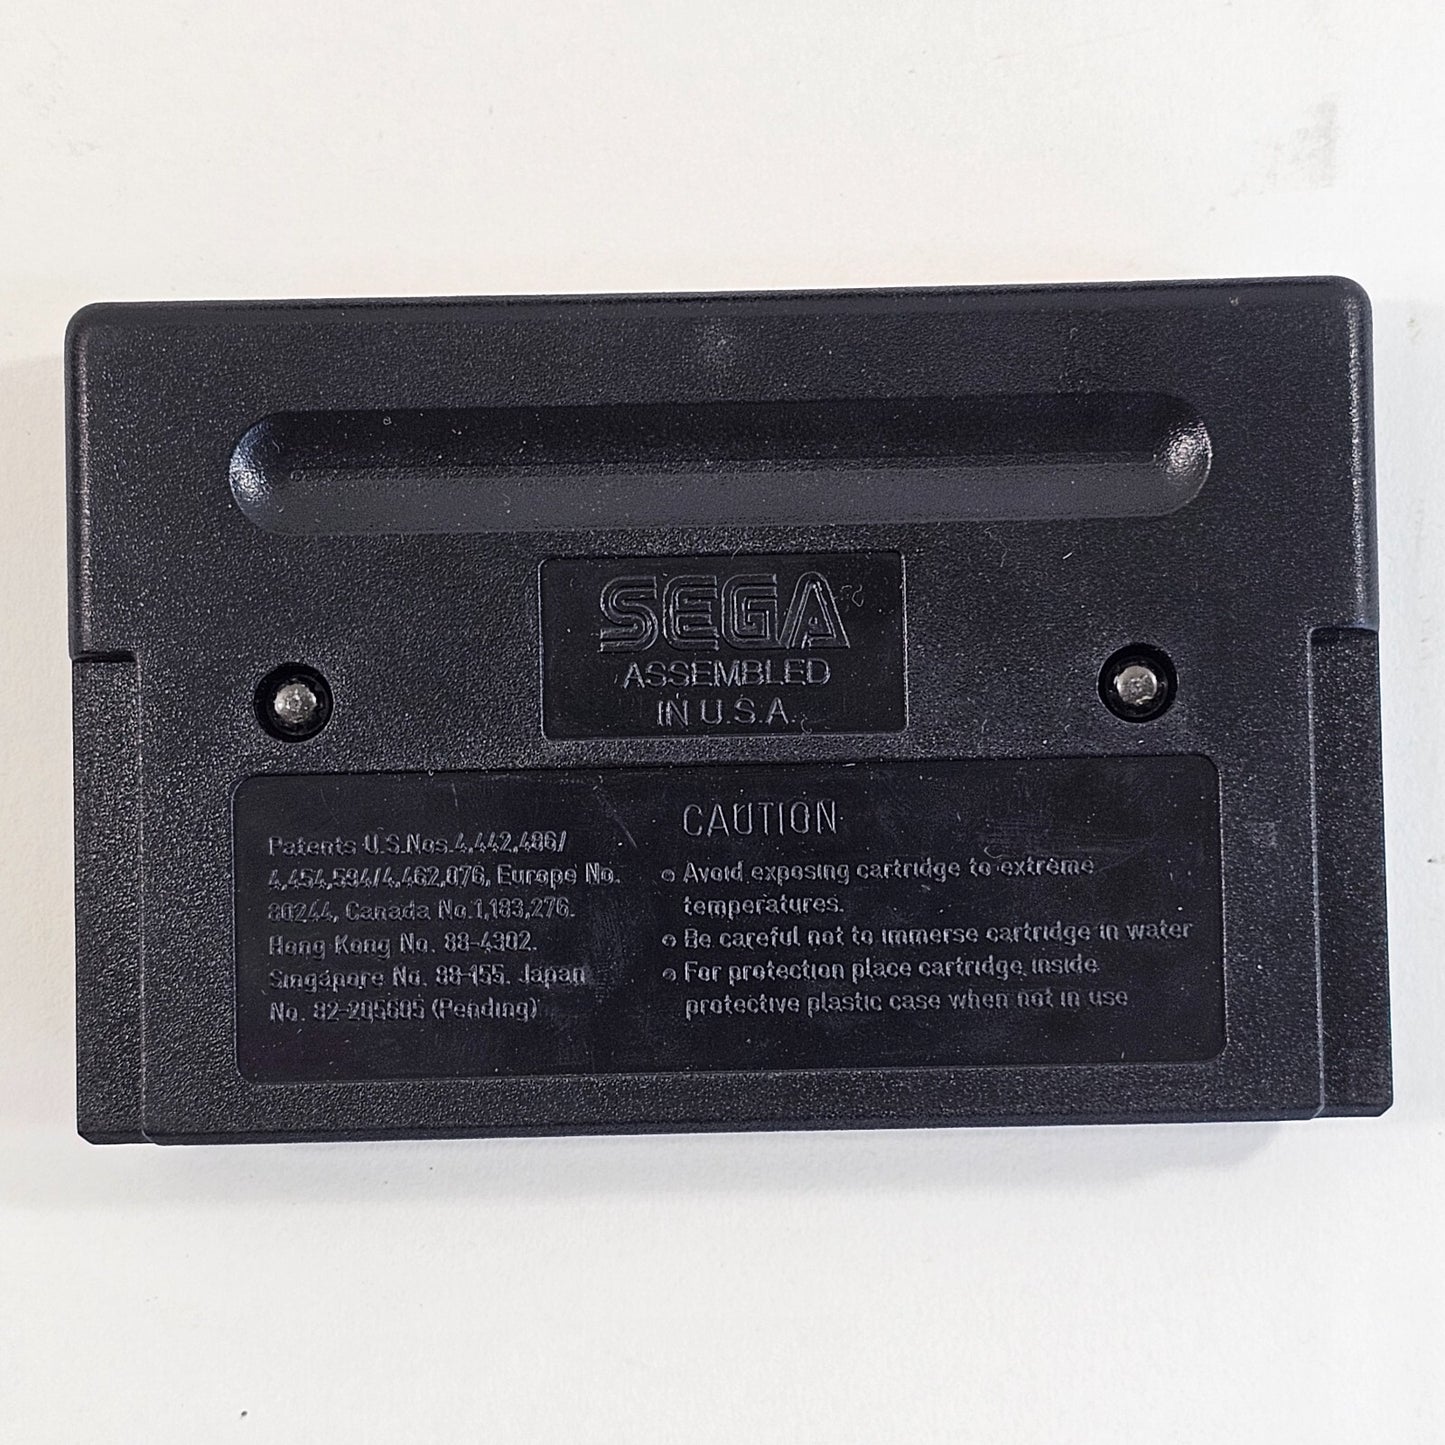 SEGA
ASSEMBLED
IN U.S.A.
Patents U.S.Nos.4,442,486/
4,454,594/4,462,076, Europe No.
80244, Canada No.1,183,276.
Hong Kong No. 88-4302.
Singapore No. 88-155. Japan
No. 82-205605 (Pending)
CAUTION
Avoid exposing cartridge to extreme
temperatures.
Be careful not to immerse cartridge in water
For protection place cartridge inside
protective plastic case when not in use